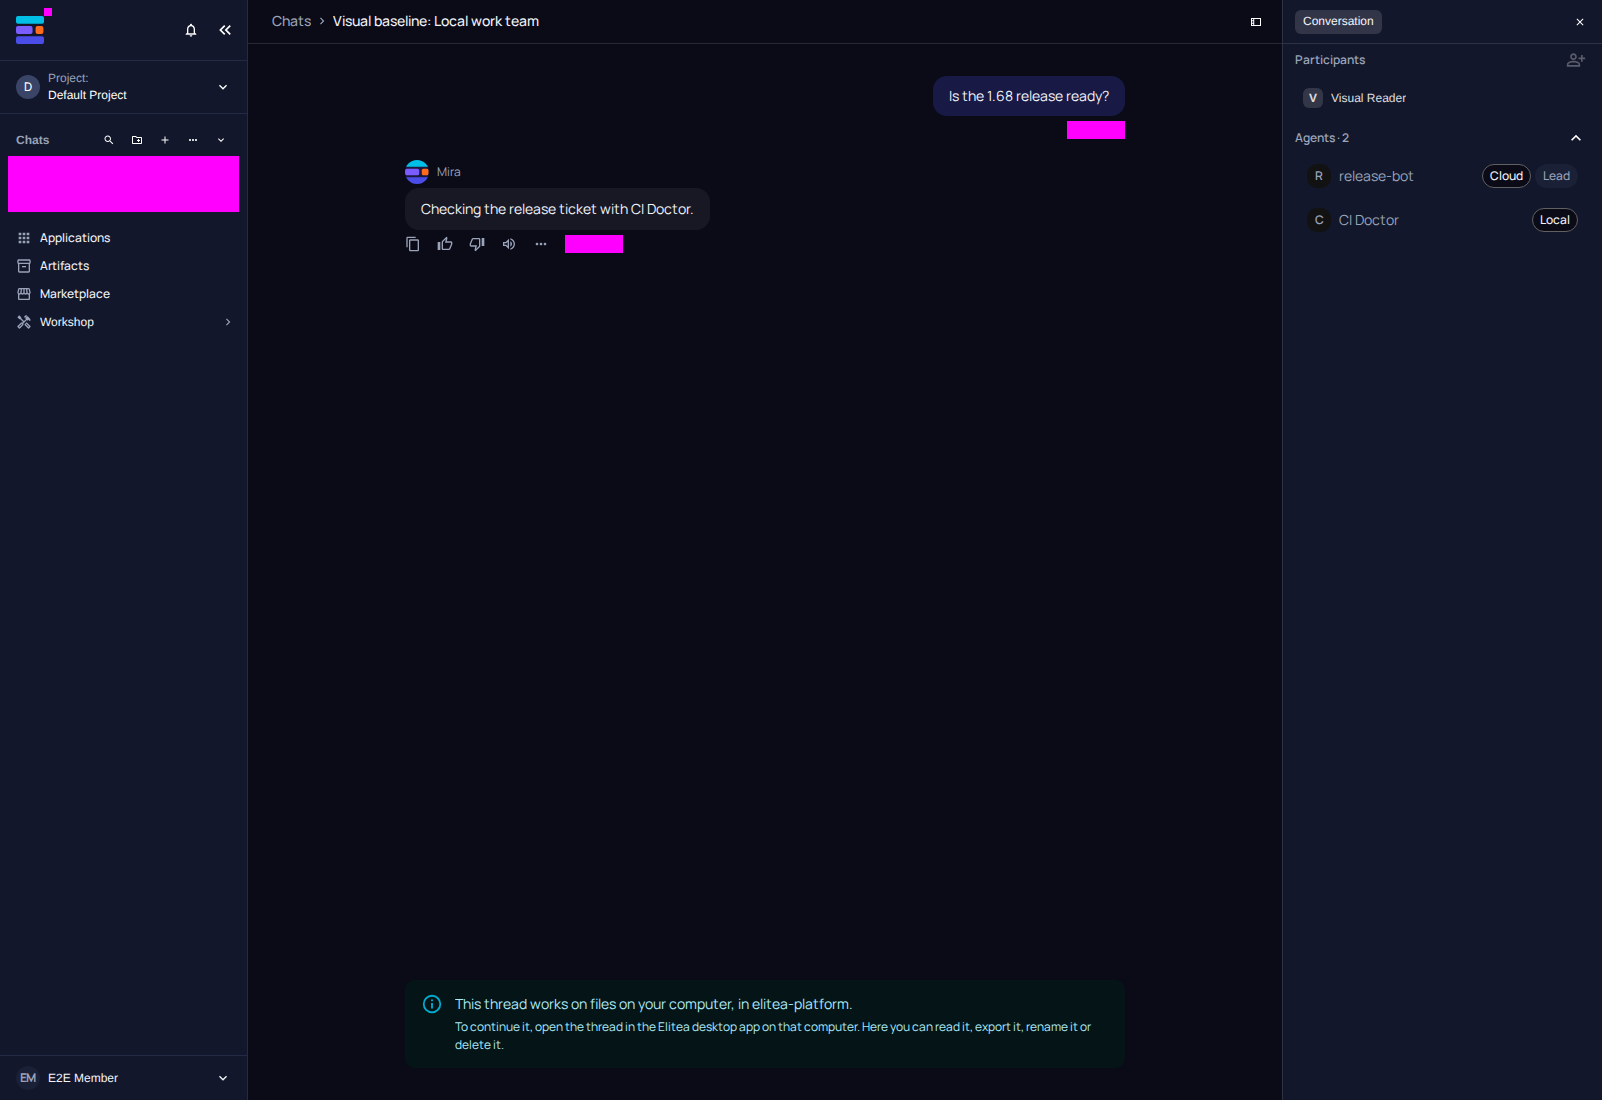 D
Project:
Default Project
Chats
Applications
Artifacts
Marketplace
Workshop
EM
E2E Member
Chats
Visual baseline: Local work team
Is the 1.68 release ready?
Mira
Checking the release ticket with CI Doctor.
This thread works on files on your computer, in elitea-platform.
To continue it, open the thread in the Elitea desktop app on that computer. Here you can read it, export it, rename it or
delete it.
Conversation
Participants
V
Visual Reader
Agents · 2
R
release-bot
Cloud
Lead
C
CI Doctor
Local